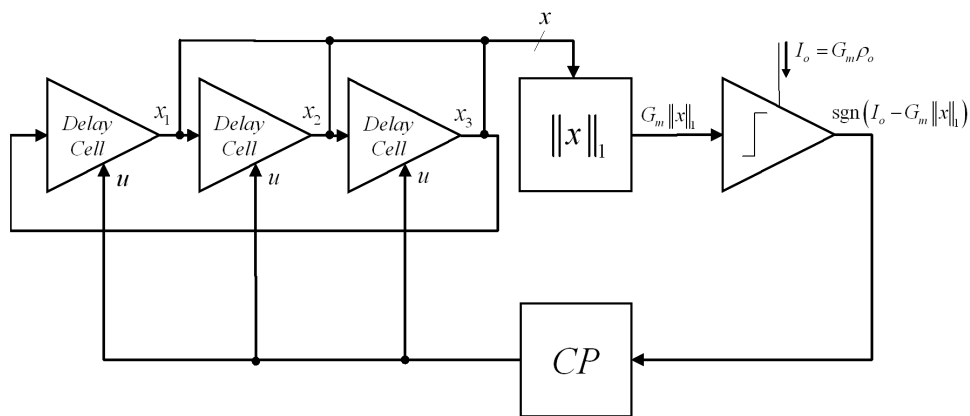 x
I_o = G_m ρ_o
Delay Cell
x_1
Delay Cell
x_2
Delay Cell
x_3
‖x‖_1
G_m‖x‖_1
sgn(I_o − G_m‖x‖_1)
u
u
u
CP